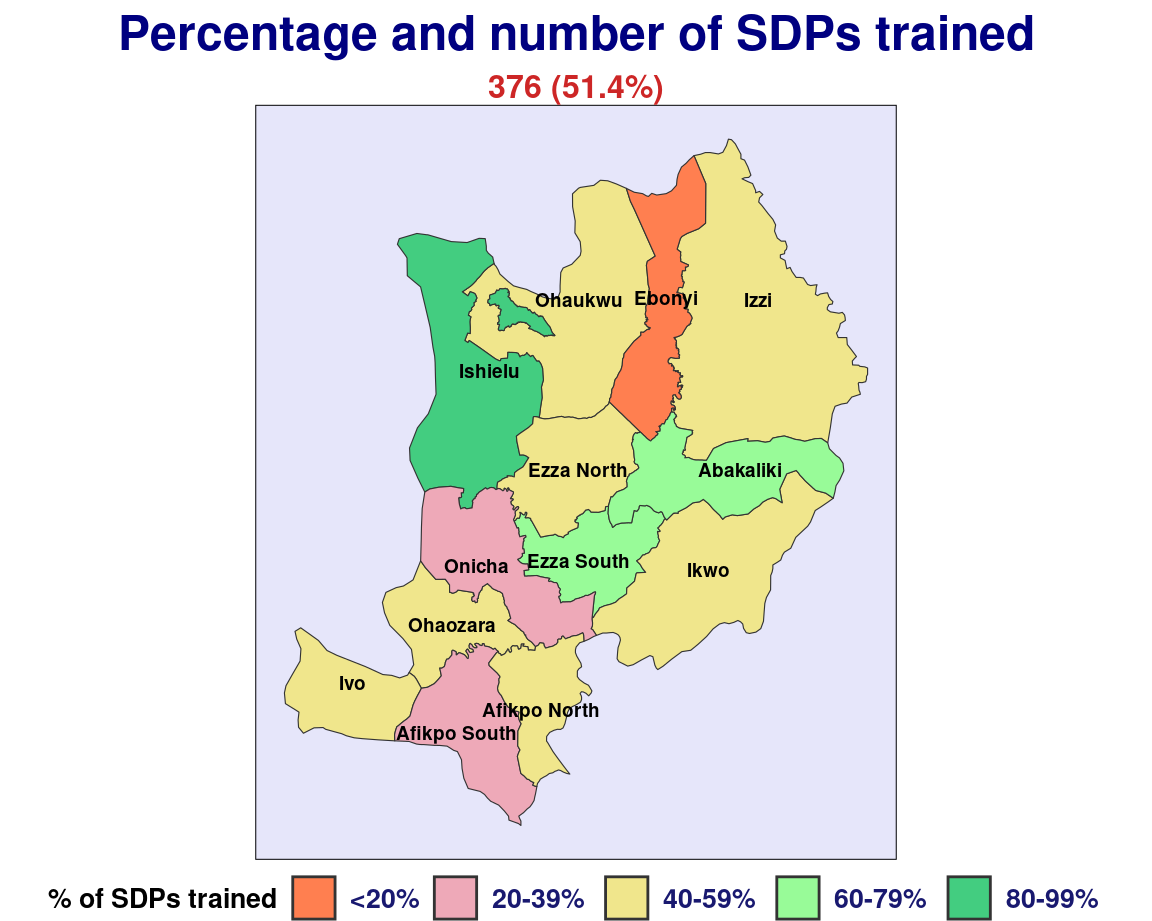 Percentage and number of SDPs trained
376 (51.4%)
Ohaukwu Ebonyi Izzi
Ishielu
Ezza North Abakaliki
Onicha Ezza South Ikwo
Ohaozara
Ivo
Afikpo North
Afikpo South
% of SDPs trained <20% 20-39% 40-59% 60-79% 80-99%